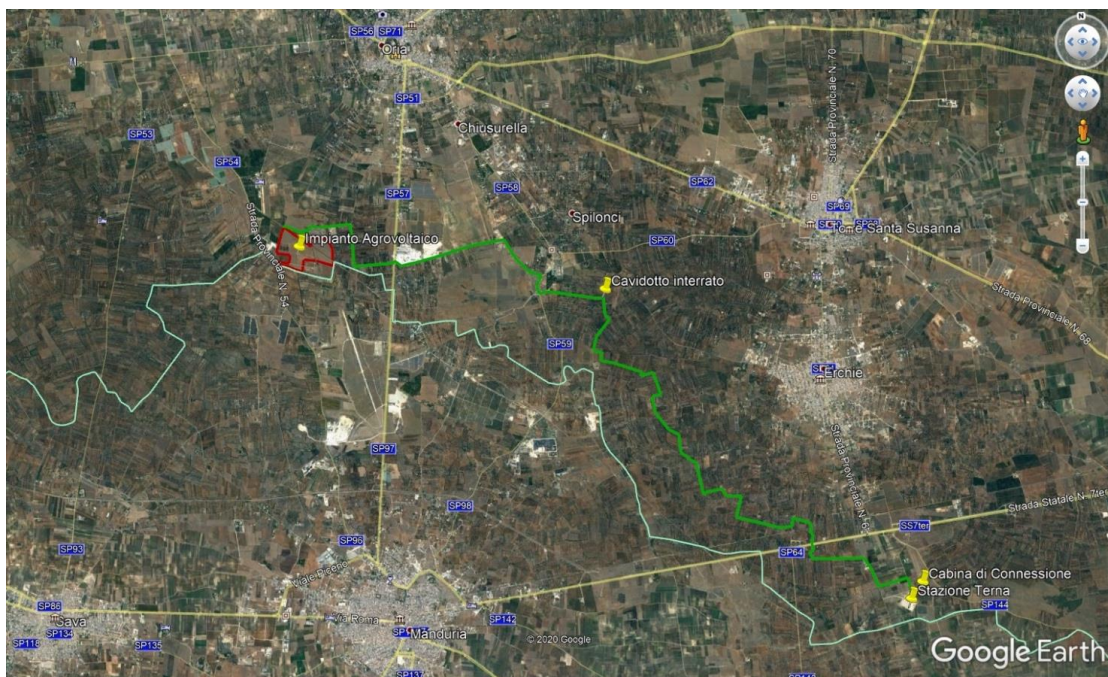 N
SP56
SP71
Oria
M
SP51
Strada Provinciale N. 70
SP53
Chiosurella
SP54
SP57
SP58
SP62
SP69
Spilonci
Torre Santa Susanna
Strada Provinciale N. 54
Impianto Agrovoltaico
SP60
Cavidotto interrato
Strada Provinciale N. 68
SP59
Erchie
SP97
Strada Provinciale N. 6
SP98
Strada Statale N. 7ter
SS7ter
SP93
SP96
SP64
Viale Piceno
Cabina di Connessione
Stazione Terna
SP86
SP144
Sava
Via Roma
SP142
SP134
Manduria
SP135
© 2020 Google
Google Earth